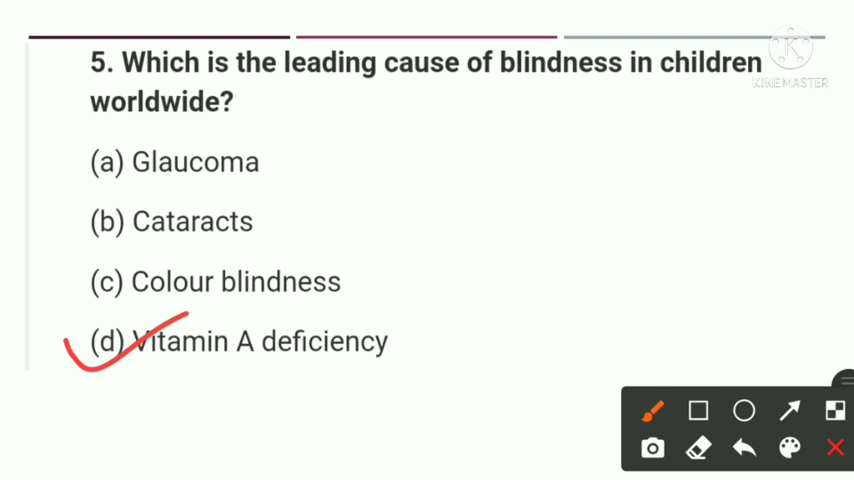 5. Which is the leading cause of blindness in children
worldwide?
(a) Glaucoma
(b) Cataracts
(c) Colour blindness
(d) Vitamin A deficiency
K
KINEMASTER